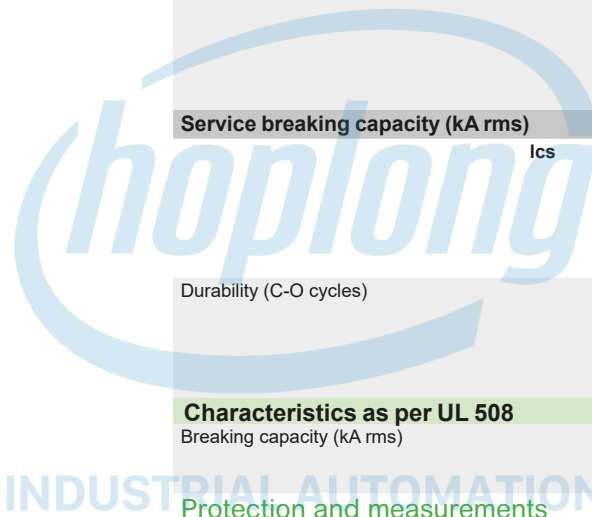 Service breaking capacity (kA rms)
Ics
hoplong
Durability (C-O cycles)
Characteristics as per UL 508
Breaking capacity (kA rms)
INDUSTRIAL AUTOMATION
Protection and measurements